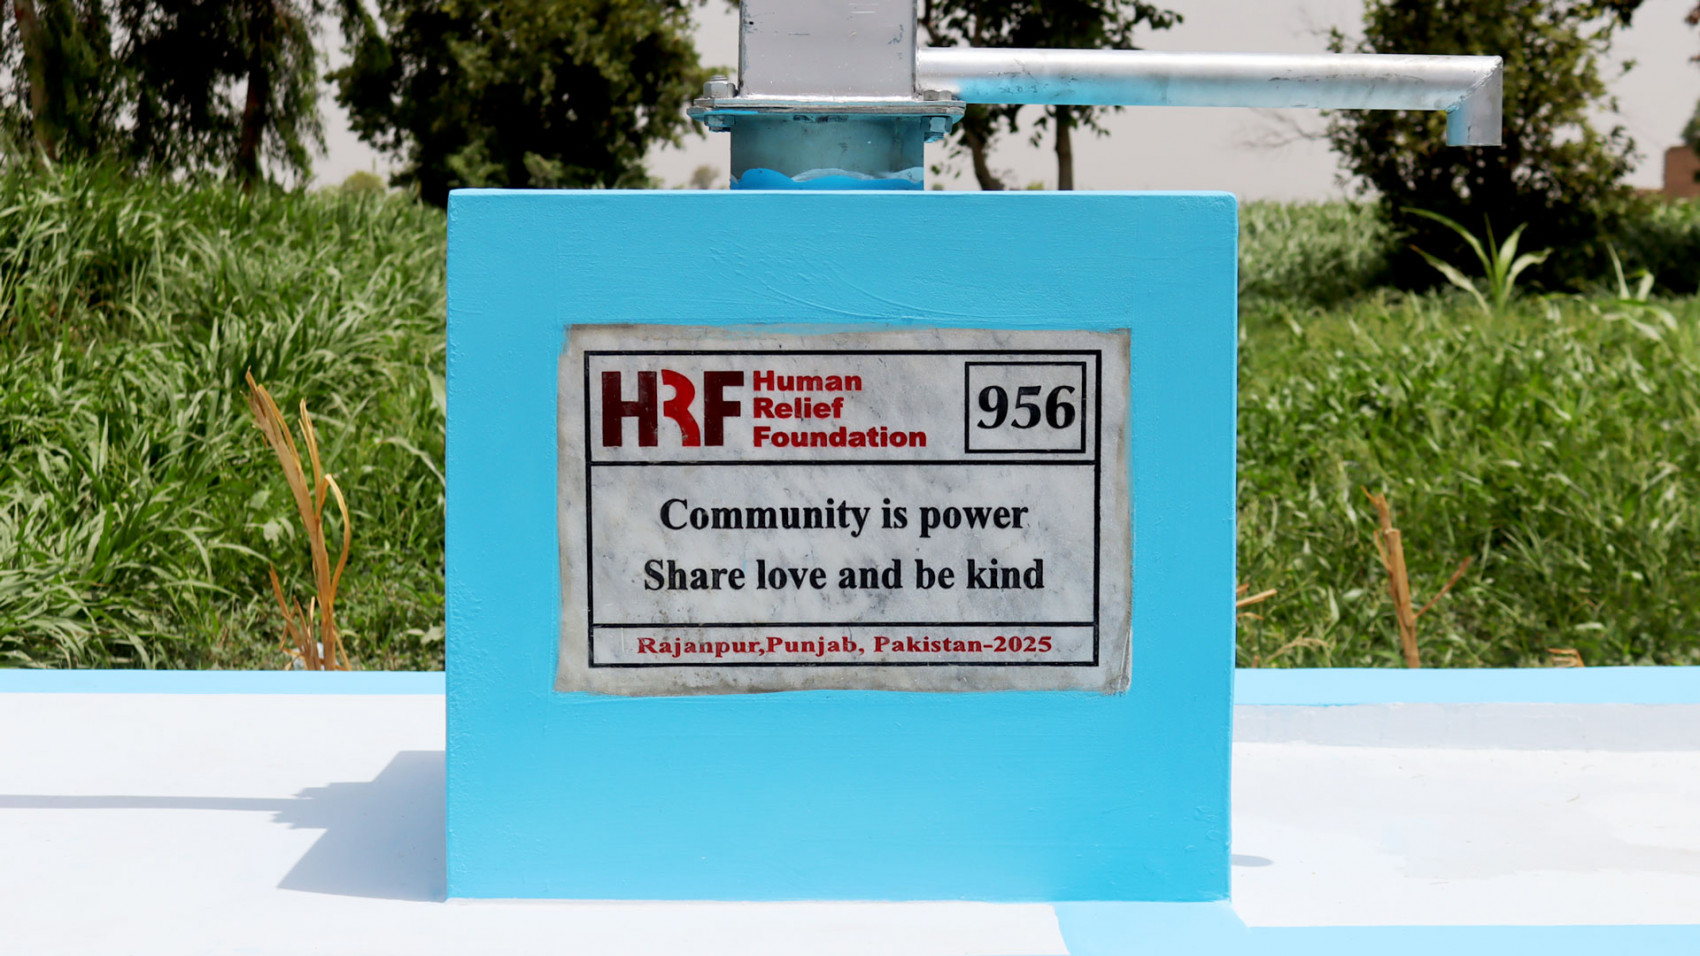 HRF
Human
Relief
Foundation
956
Community is power
Share love and be kind
Rajanpur,Punjab, Pakistan-2025